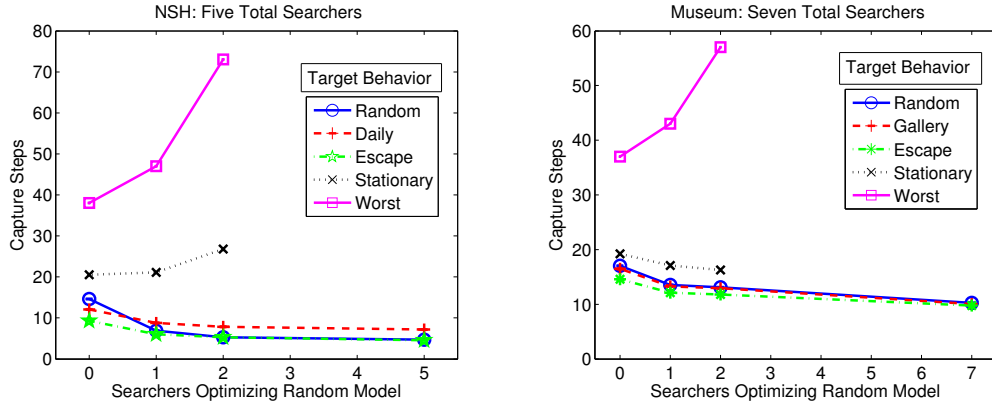 NSH: Five Total Searchers
80
70
60
50
40
30
20
10
0
Capture Steps
0 1 2 3 4 5
Searchers Optimizing Random Model
Target Behavior
Random
Daily
Escape
Stationary
Worst
Museum: Seven Total Searchers
60
50
40
30
20
10
0
Capture Steps
0 1 2 3 4 5 6 7
Searchers Optimizing Random Model
Target Behavior
Random
Gallery
Escape
Stationary
Worst